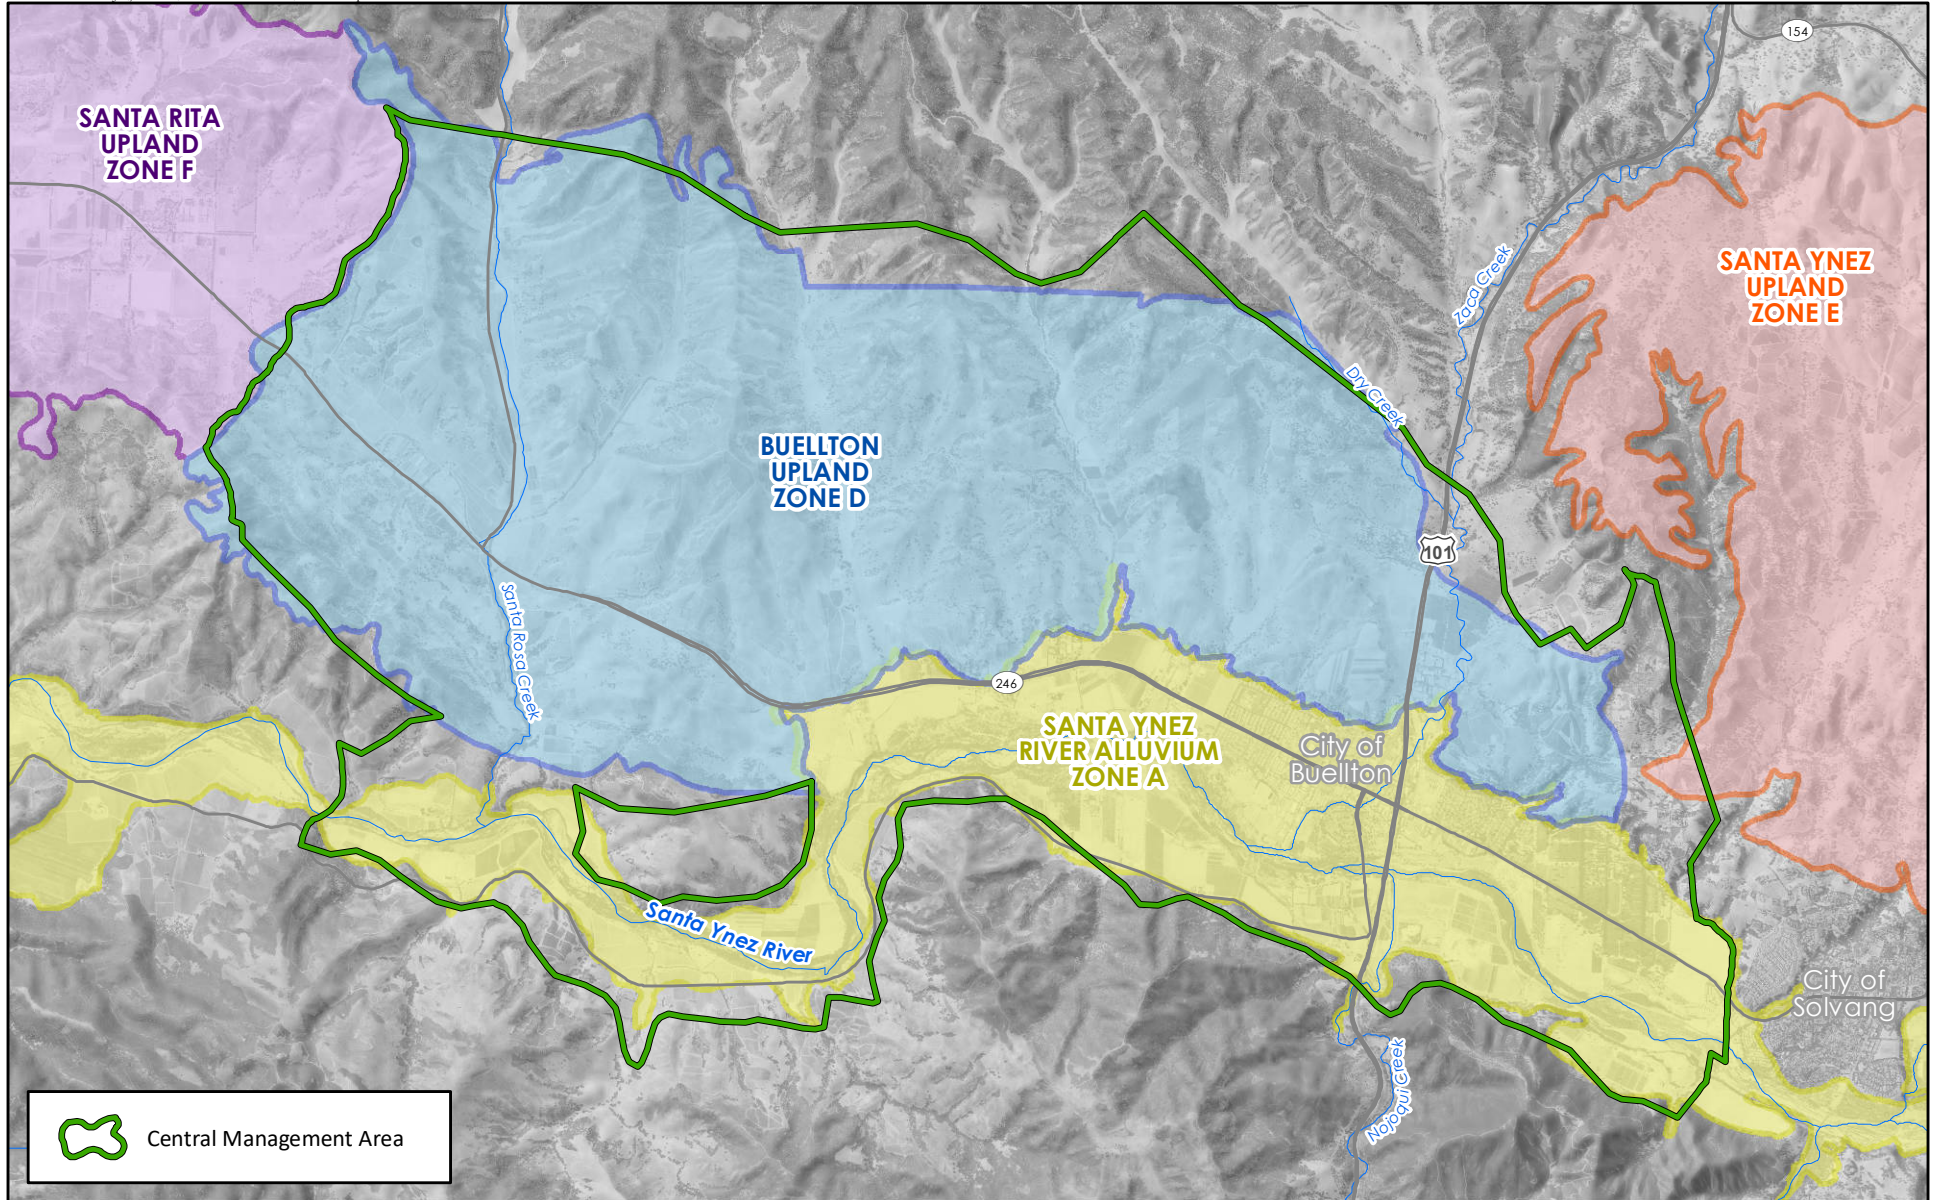 154
SANTA RITA
UPLAND
ZONE F
SANTA YNEZ
UPLAND
ZONE E
Zaca Creek
Dry Creek
BUELLTON
UPLAND
ZONE D
101
Santa Rosa Creek
246
SANTA YNEZ
RIVER ALLUVIUM
ZONE A
City of
Buellton
Santa Ynez River
City of
Solvang
Nojoqui Creek
Central Management Area